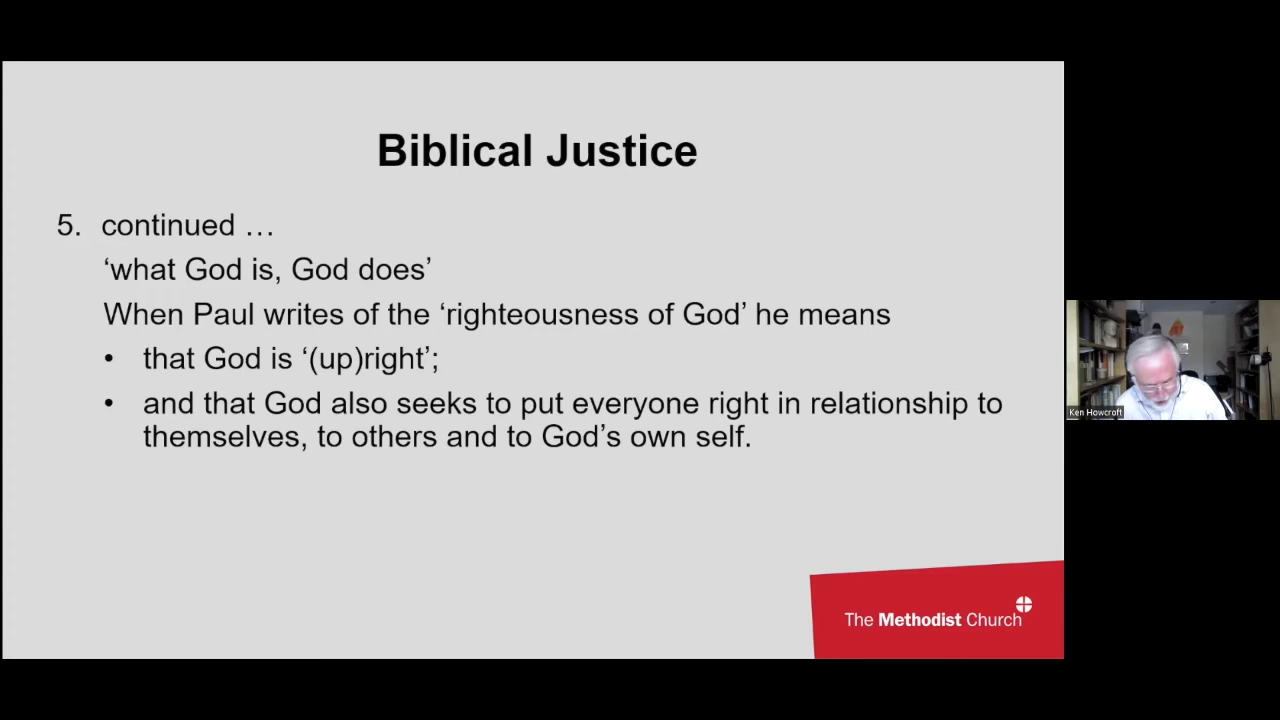 Biblical Justice
5. continued …
‘what God is, God does’
When Paul writes of the ‘righteousness of God’ he means
• that God is ‘(up)right’;
• and that God also seeks to put everyone right in relationship to
themselves, to others and to God’s own self.
The Methodist Church
Ken Howcroft